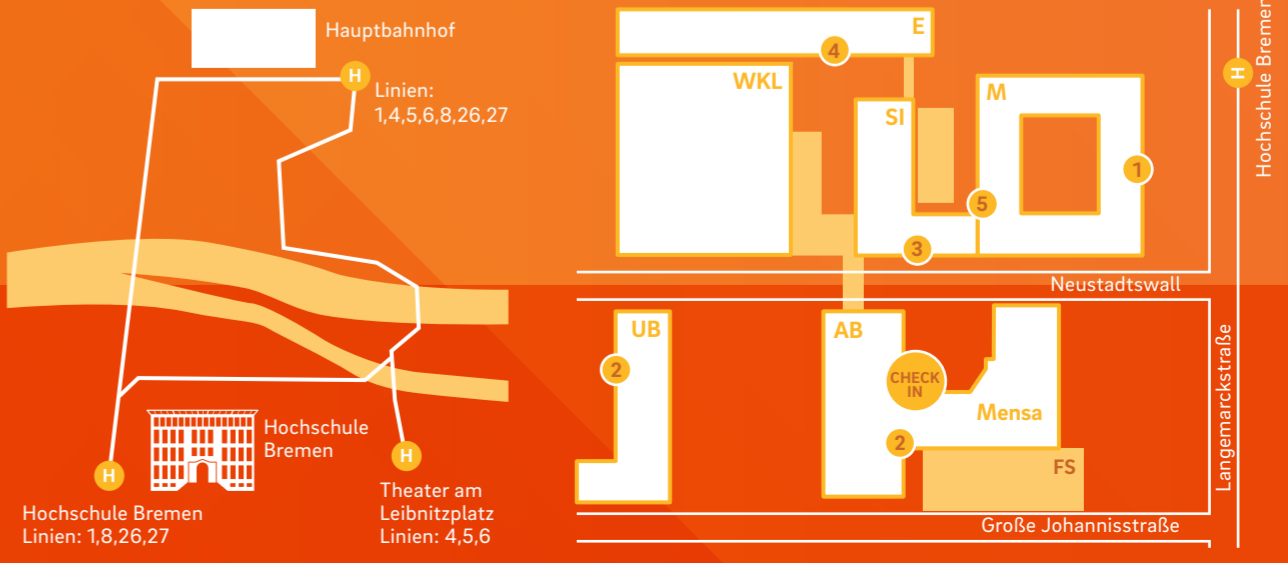 Hauptbahnhof
H
Linien:
1,4,5,6,8,26,27
Hochschule
Bremen
H
Hochschule Bremen
Linien: 1,8,26,27
H
Theater am
Leibnitzplatz
Linien: 4,5,6
E
4
WKL
SI
M
1
5
3
H
Hochschule Bremen
Neustadtswall
UB
2
AB
CHECK
IN
Mensa
2
FS
Langemarckstraße
Große Johannisstraße